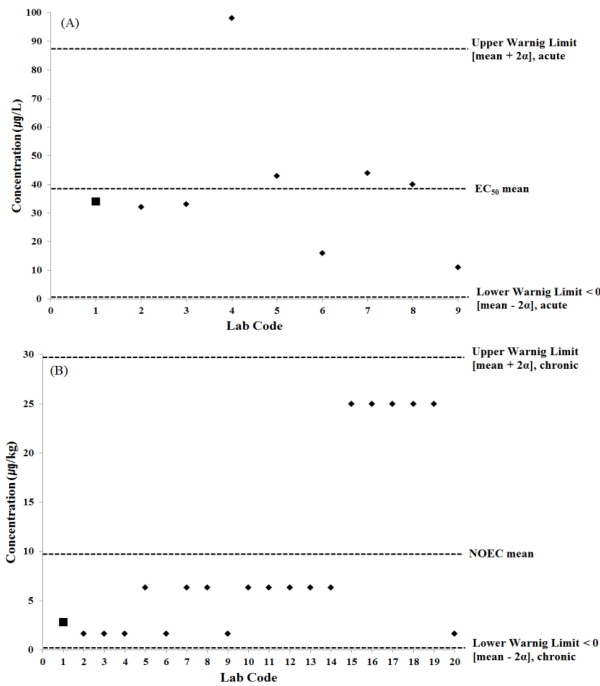 (A)
Concentration (㎍/L)
100
90
80
70
60
50
40
30
20
10
0
0 1 2 3 4 5 6 7 8 9
Lab Code
Upper Warnig Limit
[mean + 2α], acute
EC50 mean
Lower Warnig Limit < 0
[mean - 2α], acute
(B)
Concentration (㎍/kg)
30
25
20
15
10
5
0
0 1 2 3 4 5 6 7 8 9 10 11 12 13 14 15 16 17 18 19 20
Lab Code
Upper Warnig Limit
[mean + 2α], chronic
NOEC mean
Lower Warnig Limit < 0
[mean - 2α], chronic